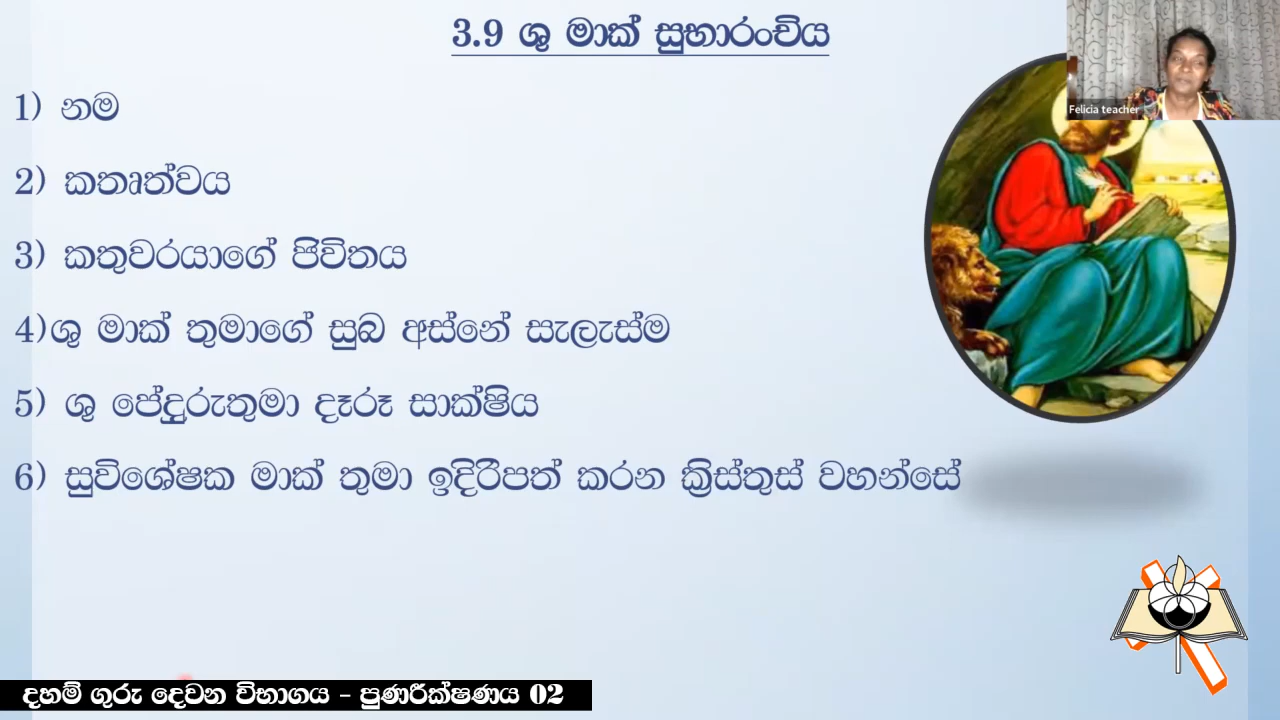 3.9 ශු මාක් සුභාරංචිය
Felicia teacher
1) නම
2) කතෘත්වය
3) කතුවරයාගේ ජීවිතය
4)ශු මාක් තුමාගේ සුබ අස්නේ සැලැස්ම
5) ශු පේදුරුතුමා දෑරූ සාක්ෂිය
6) සුවිශේෂක මාක් තුමා ඉදිරිපත් කරන ක්‍රිස්තුස් වහන්සේ
දහම් ගුරු දෙවන විභාගය - පුණරීක්ෂණය 02